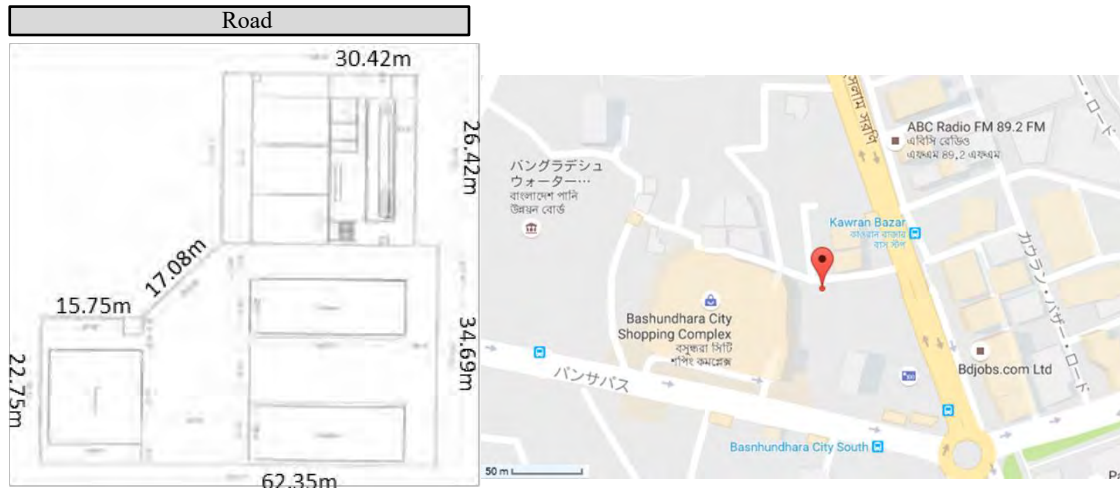 Road
30.42m
26.42m
17.08m
15.75m
22.75m
34.69m
62.35m
ABC Radio FM 89.2 FM
এবিসি রেডিও
এফএম ৪9,2 এফএম
バングラデシュ
ウォーター…
বাংলাদেশ পানি
উন্নয়ন বোর্ড
Kawran Bazar
কাওরান বাজার
বাস স্টপ
カウラン・バザー・ロード
Bashundhara City
Shopping Complex
বসুন্ধরা সিটি
শপিং কমপ্লেক্স
パンサパス
Bdjobs.com Ltd
Basnhundhara City South
50 m